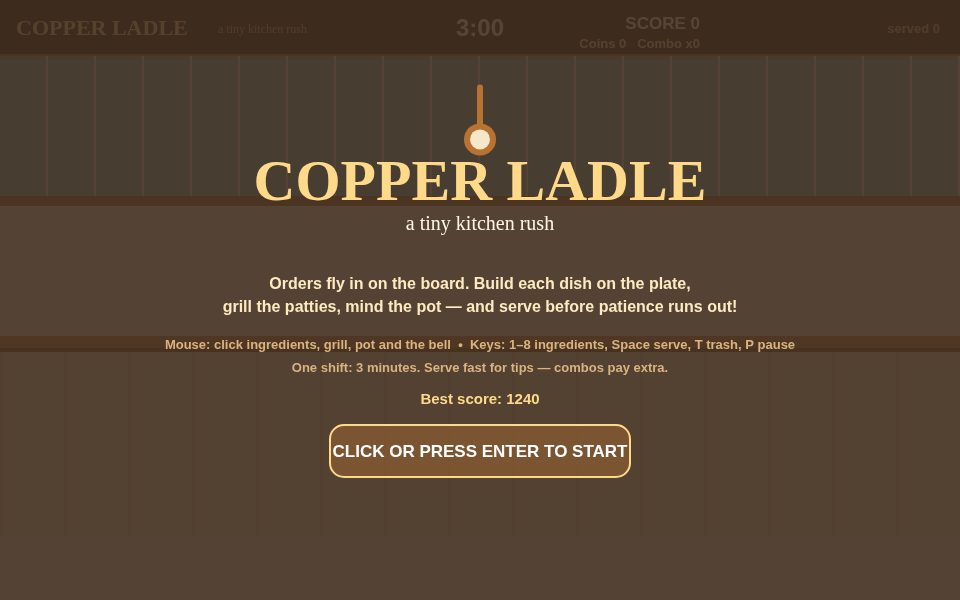 COPPER LADLE a tiny kitchen rush 3:00 SCORE 0
Coins 0 Combo x0 served 0
COPPER LADLE
a tiny kitchen rush
Orders fly in on the board. Build each dish on the plate,
grill the patties, mind the pot — and serve before patience runs out!
Mouse: click ingredients, grill, pot and the bell • Keys: 1–8 ingredients, Space serve, T trash, P pause
One shift: 3 minutes. Serve fast for tips — combos pay extra.
Best score: 1240
CLICK OR PRESS ENTER TO START